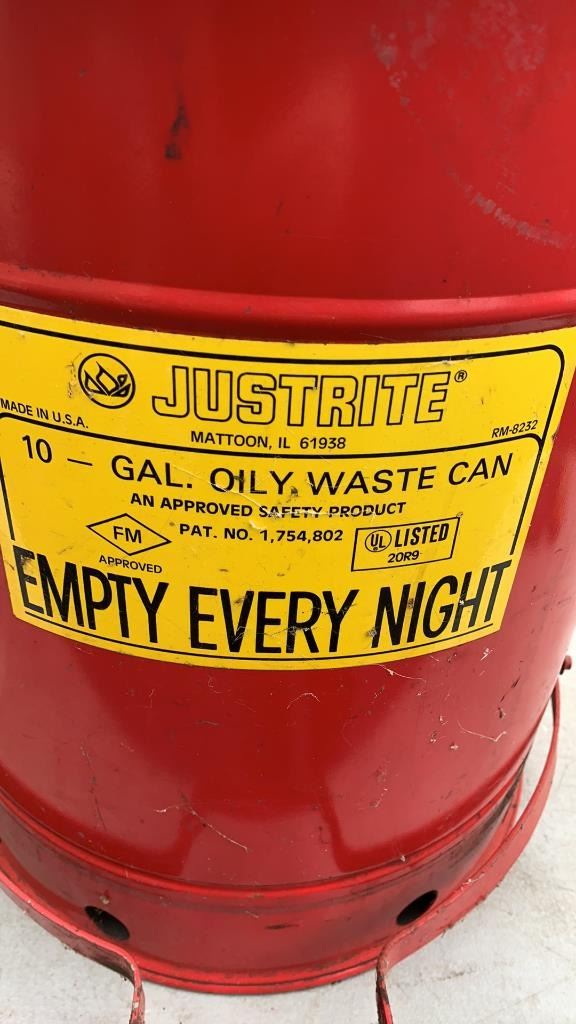 JUSTRITE®
MADE IN U.S.A.
MATTOON, IL 61938
RM-8232
10 — GAL. OILY WASTE CAN
AN APPROVED SAFETY PRODUCT
FM
APPROVED
PAT. NO. 1,754,802
UL LISTED
20R9
EMPTY EVERY NIGHT